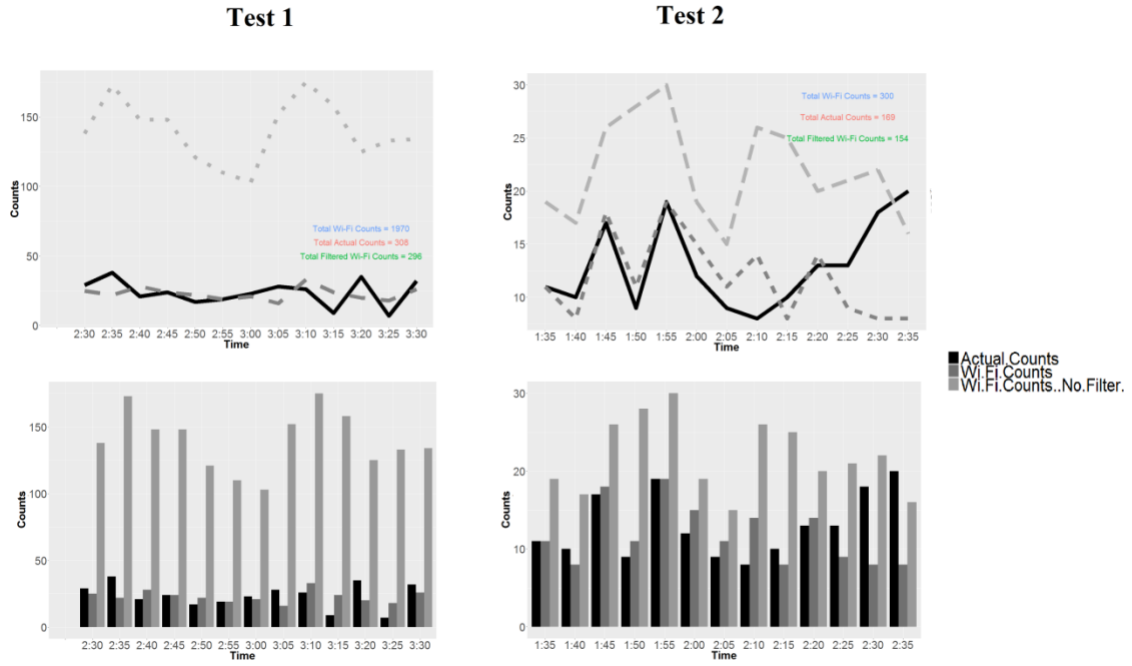 Test 1
Test 2
150
100
50
0
Counts
Total Wi-Fi Counts = 1970
Total Actual Counts = 308
Total Filtered Wi-Fi Counts = 296
2:30 2:35 2:40 2:45 2:50 2:55 3:00 3:05 3:10 3:15 3:20 3:25 3:30
Time
30
25
20
15
10
Counts
Total Wi-Fi Counts = 300
Total Actual Counts = 169
Total Filtered Wi-Fi Counts = 154
1:35 1:40 1:45 1:50 1:55 2:00 2:05 2:10 2:15 2:20 2:25 2:30 2:35
Time
Actual.Counts
Wi.Fi.Counts
Wi.Fi.Counts..No.Filter.
150
100
50
0
Counts
2:30 2:35 2:40 2:45 2:50 2:55 3:00 3:05 3:10 3:15 3:20 3:25 3:30
Time
30
20
10
0
Counts
1:35 1:40 1:45 1:50 1:55 2:00 2:05 2:10 2:15 2:20 2:25 2:30 2:35
Time